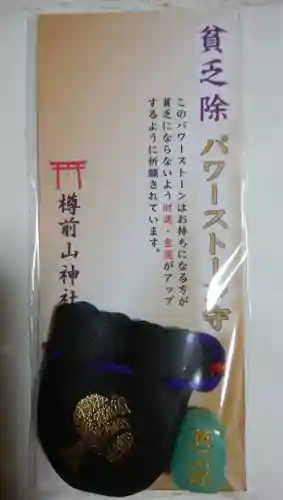 貧乏除
パワーストーン守
このパワーストーンはお持ちになる方が
貧乏にならないよう財運・金運がアップ
するように祈願されています。
樽前山神社